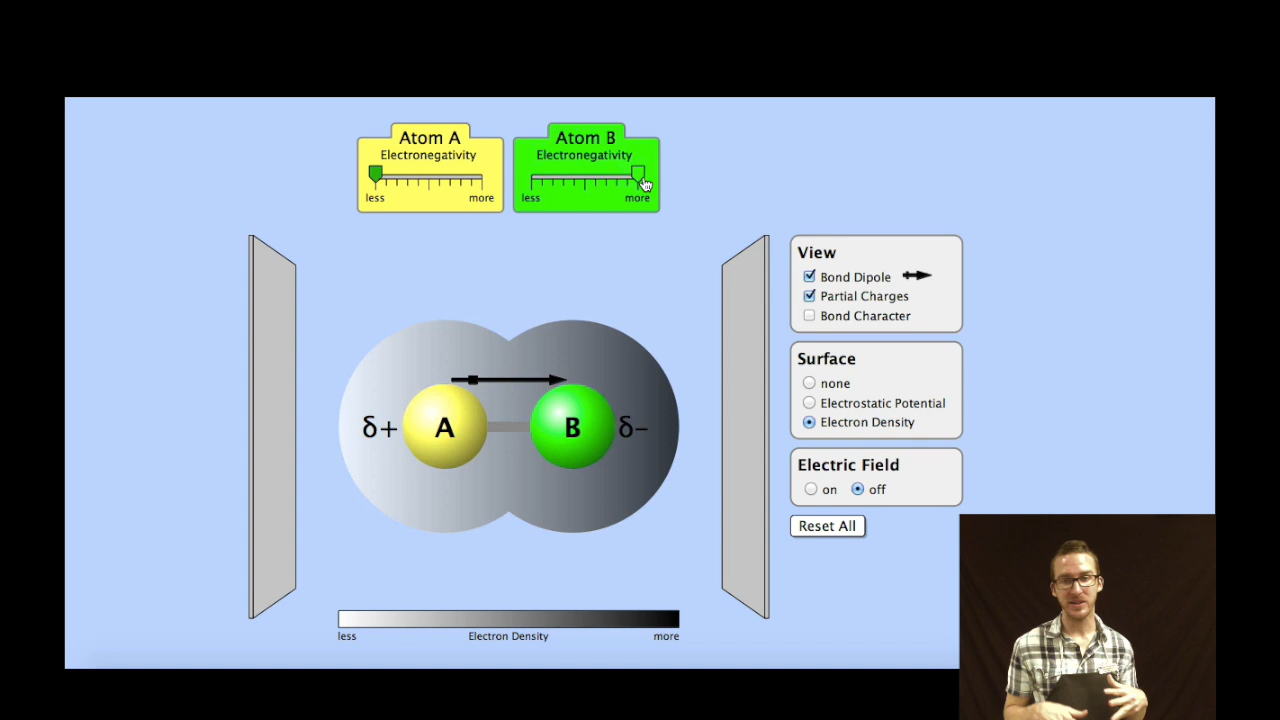 Atom A
Electronegativity
less more
Atom B
Electronegativity
less more
View
Bond Dipole
Partial Charges
Bond Character
Surface
none
Electrostatic Potential
Electron Density
Electric Field
on off
Reset All
δ+ A B δ−
less Electron Density more